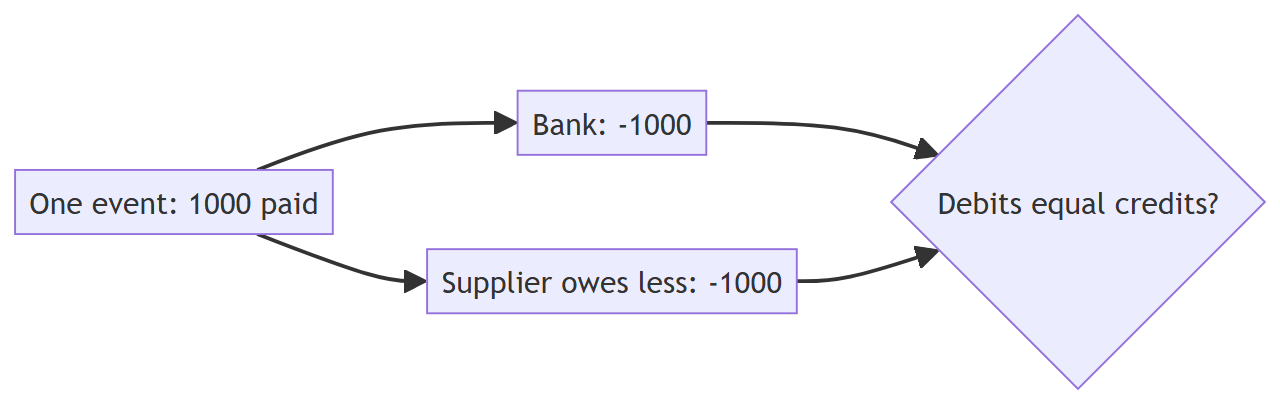 One event: 1000 paid
Bank: -1000
Supplier owes less: -1000
Debits equal credits?